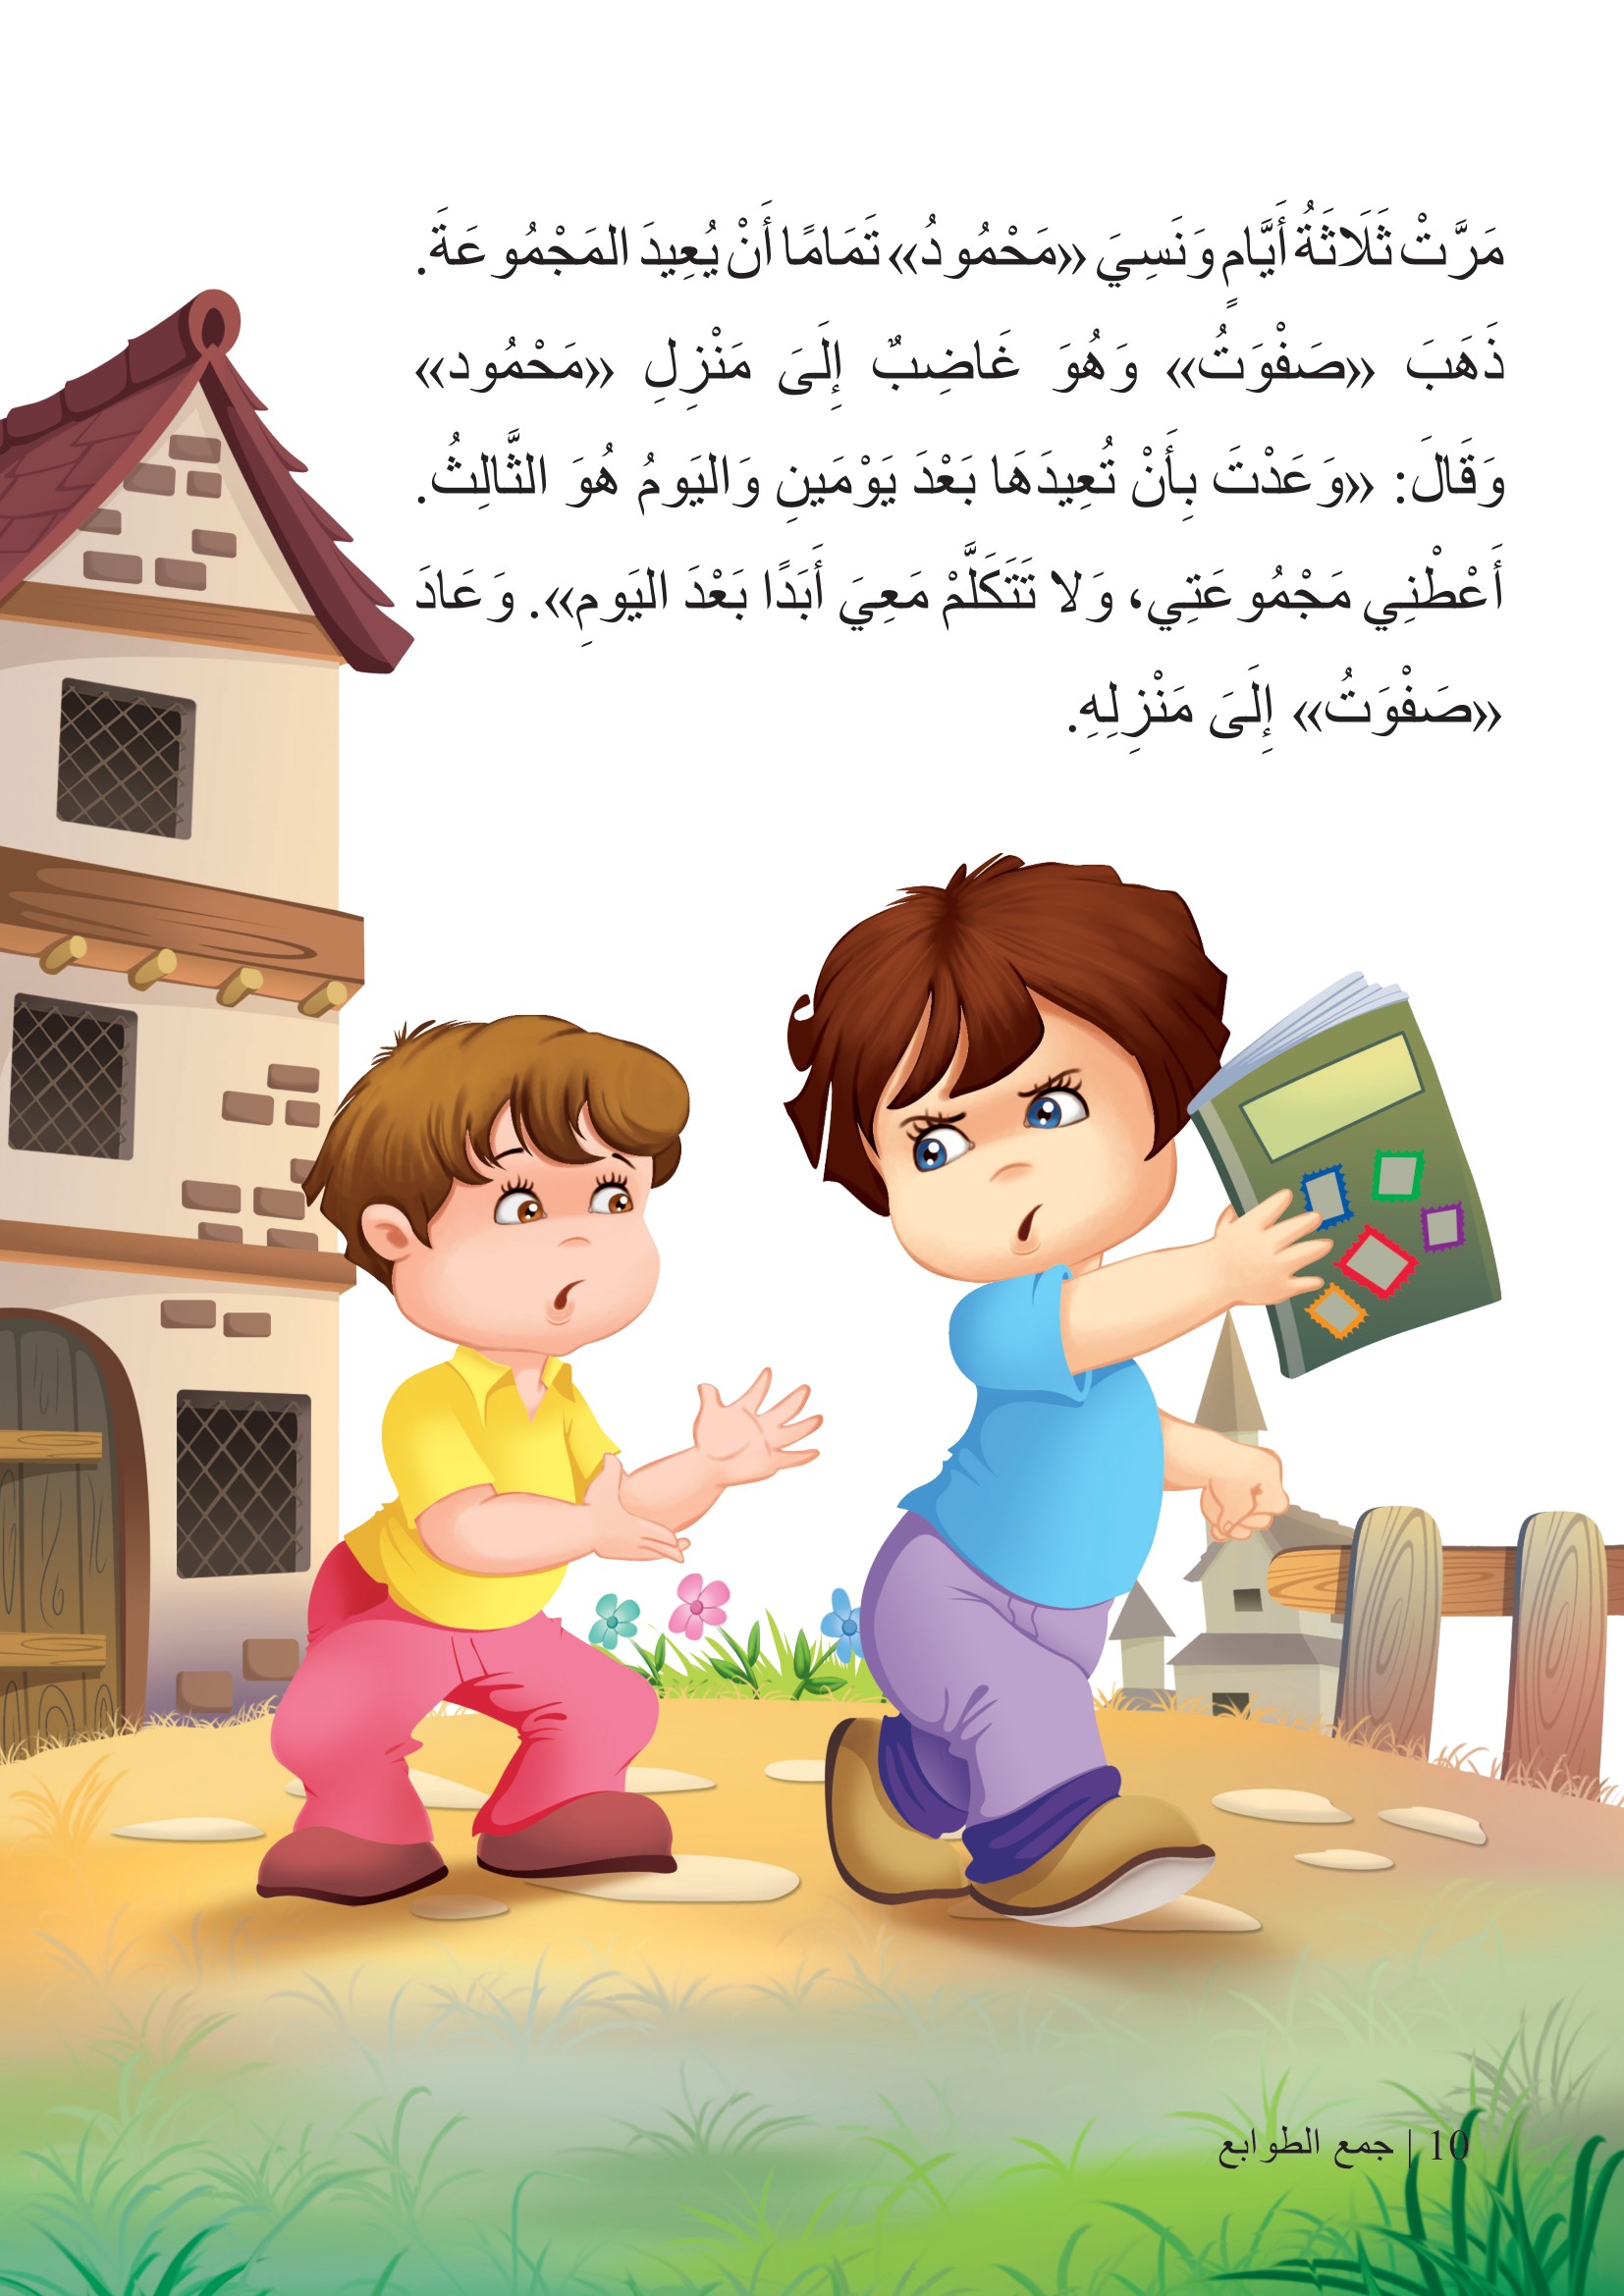 مَرَّتْ ثَلَاثَةُ أَيَّامٍ وَنَسِيَ «مَحْمُودُ» تَمَامًا أَنْ يُعِيدَ المَجْمُوعَةَ.
ذَهَبَ «صَفْوَتُ» وَهُوَ غَاضِبٌ إِلَىَ مَنْزِلِ «مَحْمُود»
وَقَالَ: «وَعَدْتَ بِأَنْ تُعِيدَهَا بَعْدَ يَوْمَينِ وَاليَومُ هُوَ الثَّالِثُ.
أَعْطْنِي مَجْمُوعَتِي، وَلا تَتَكَلَّمْ مَعِيَ أَبَدًا بَعْدَ اليَومِ». وَعَادَ
«صَفْوَتُ» إِلَىَ مَنْزِلِهِ.
10 | جمع الطوابع